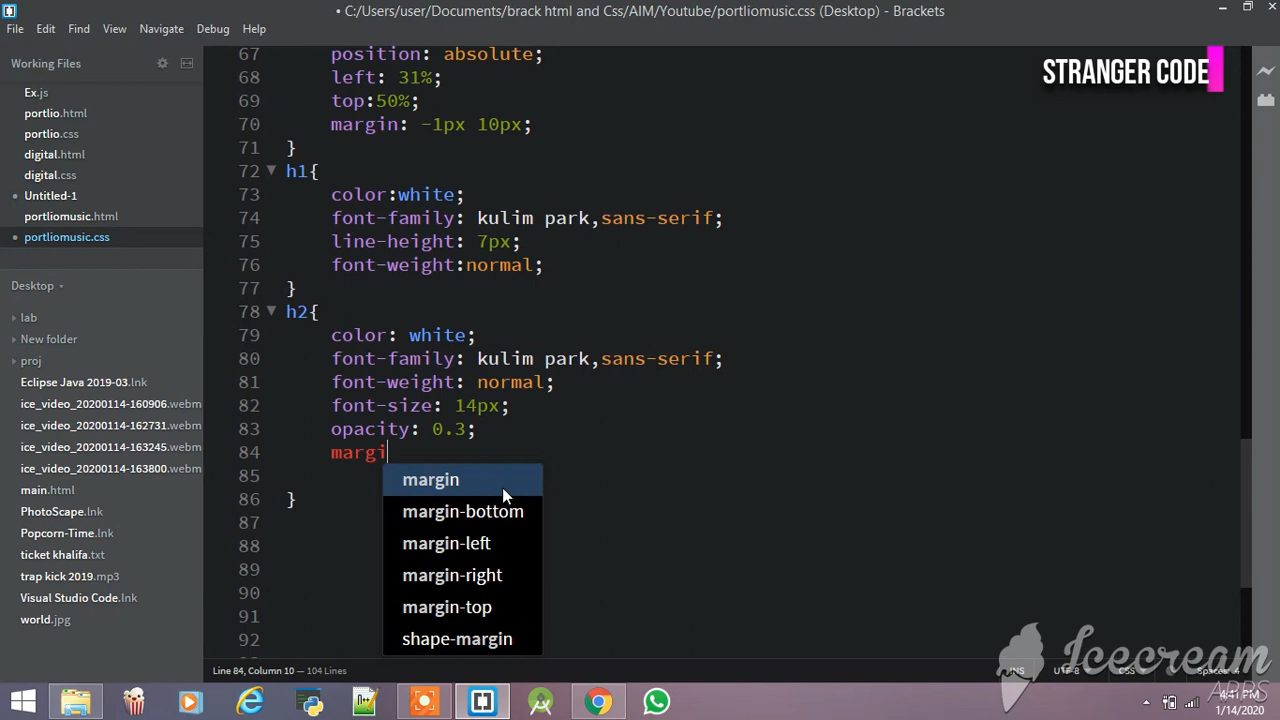 • C:/Users/user/Documents/brack html and Css/AIM/Youtube/portliomusic.css (Desktop) - Brackets
File Edit Find View Navigate Debug Help
STRANGER CODE
Working Files
Ex.js
portlio.html
portlio.css
digital.html
digital.css
Untitled-1
portliomusic.html
portliomusic.css
Desktop
lab
New folder
proj
Eclipse Java 2019-03.lnk
ice_video_20200114-160906.webm
ice_video_20200114-162731.webm
ice_video_20200114-163245.webm
ice_video_20200114-163800.webm
main.html
PhotoScape.lnk
Popcorn-Time.lnk
ticket khalifa.txt
trap kick 2019.mp3
Visual Studio Code.lnk
world.jpg
67 position: absolute;
68 left: 31%;
69 top:50%;
70 margin: -1px 10px;
71 }
72 h1{
73 color:white;
74 font-family: kulim park,sans-serif;
75 line-height: 7px;
76 font-weight:normal;
77 }
78 h2{
79 color: white;
80 font-family: kulim park,sans-serif;
81 font-weight: normal;
82 font-size: 14px;
83 opacity: 0.3;
84 margi
85
86 }
87
88
89
90
91
92
margin
margin-bottom
margin-left
margin-right
margin-top
shape-margin
Line 84, Column 10 — 104 Lines
INS UTF-8 CSS Spaces: 4
Icecream
APPS
4:41 PM
1/14/2020